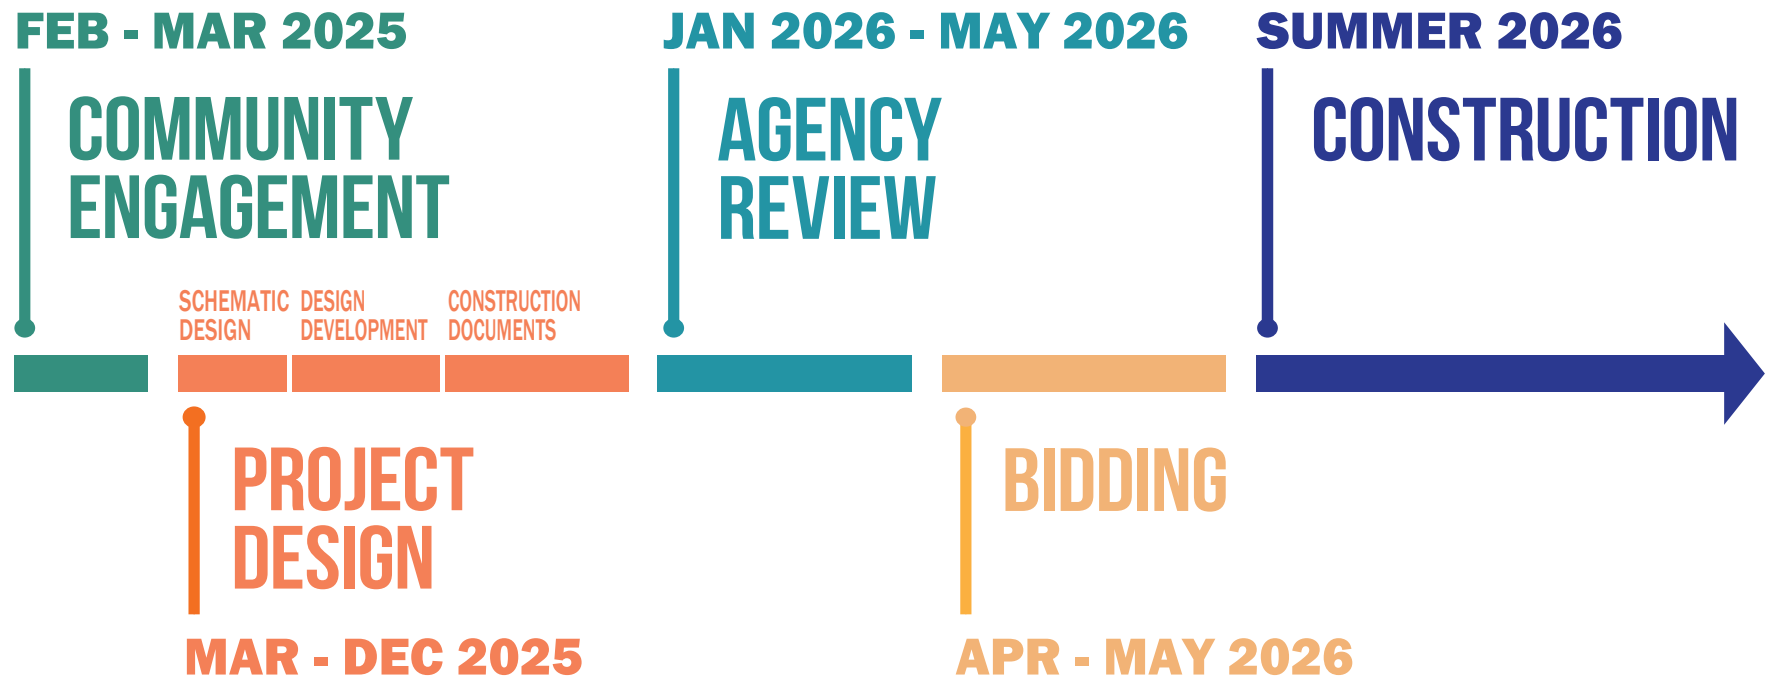 FEB - MAR 2025
COMMUNITY
ENGAGEMENT
JAN 2026 - MAY 2026
AGENCY
REVIEW
SUMMER 2026
CONSTRUCTION
SCHEMATIC
DESIGN
DESIGN
DEVELOPMENT
CONSTRUCTION
DOCUMENTS
PROJECT
DESIGN
MAR - DEC 2025
BIDDING
APR - MAY 2026